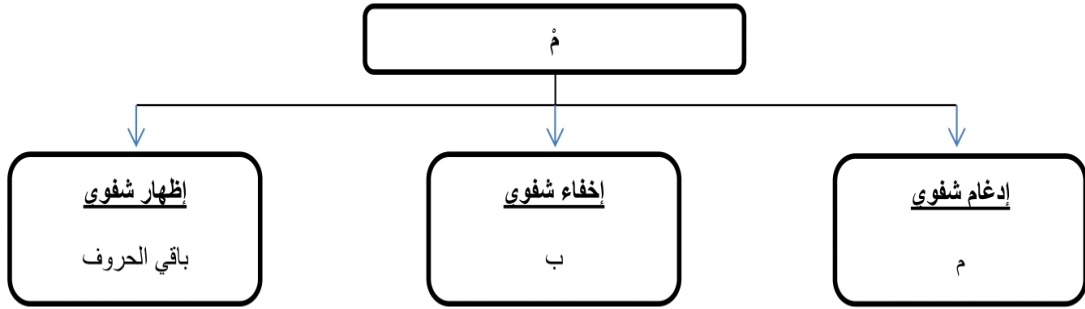 مْ
إدغام شفوي
م
إخفاء شفوي
ب
إظهار شفوي
باقي الحروف